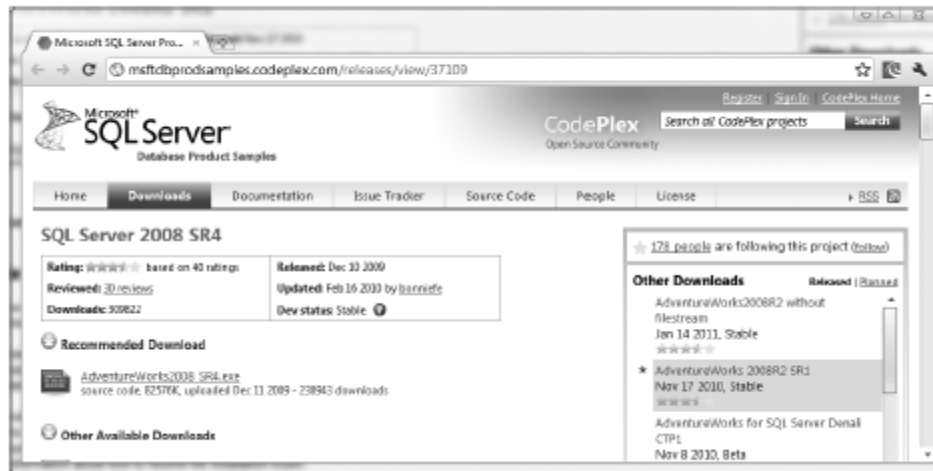 Microsoft SQL Server Pro...
msftdbprodsamples.codeplex.com/releases/view/37109
Register | Sign In | CodePlex Home
Microsoft
SQL Server
Database Product Samples
CodePlex
Open Source Community
Search all CodePlex projects
Search
Home Downloads Documentation Issue Tracker Source Code People License RSS
SQL Server 2008 SR4
Rating: based on 40 ratings
Reviewed: 30 reviews
Downloads: 309822
Released: Dec 10 2009
Updated: Feb 16 2010 by bonniefe
Dev status: Stable
Recommended Download
AdventureWorks2008_SR4.exe
source code, 82576K, uploaded Dec 11 2009 - 230943 downloads
Other Available Downloads
178 people are following this project (follow)
Other Downloads Released | Planned
AdventureWorks2008R2 without
filestream
Jan 14 2011, Stable
* AdventureWorks 2008R2 SR1
Nov 17 2010, Stable
AdventureWorks for SQL Server Denali
CTP1
Nov 8 2010, Beta